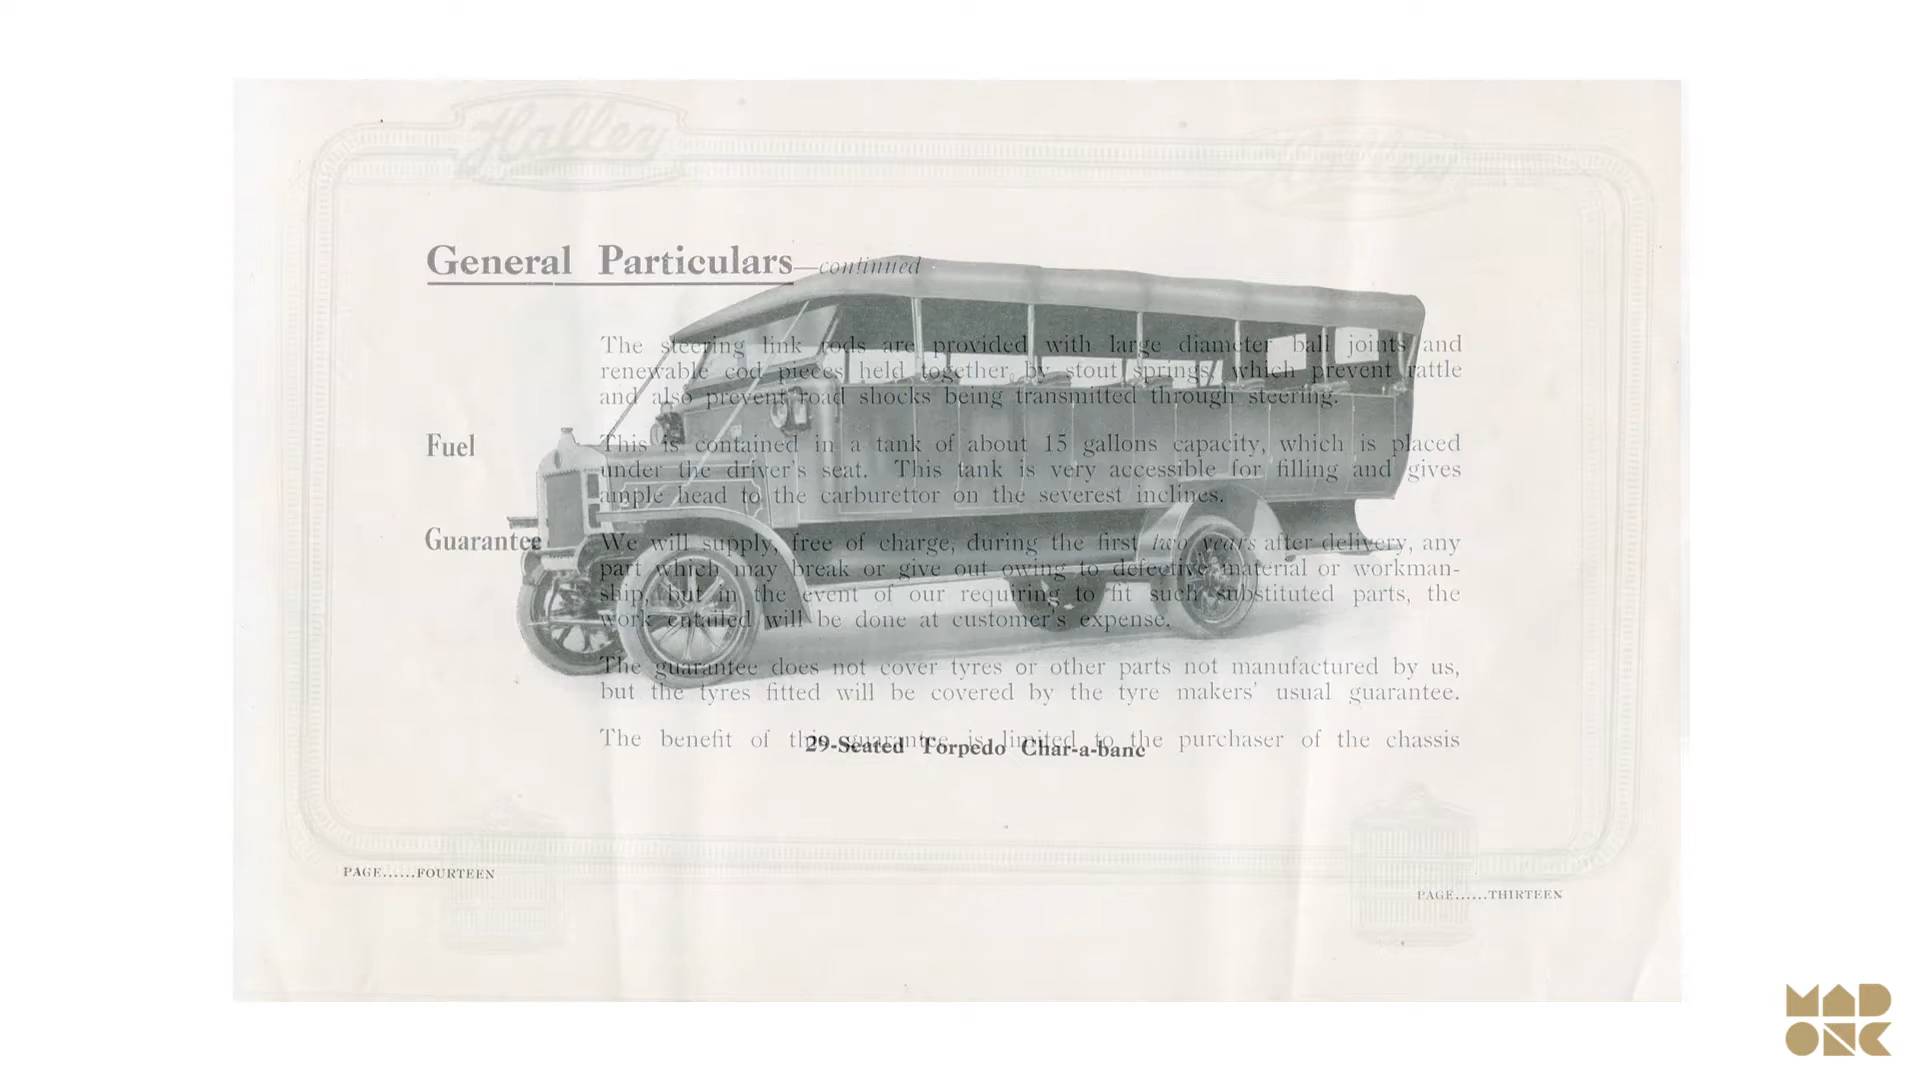 Halley
Halley
General Particulars—continued
The steering link rods are provided with large diameter ball joints and
renewable cod pieces held together by stout springs, which prevent rattle
and also prevent road shocks being transmitted through steering.
Fuel
This is contained in a tank of about 15 gallons capacity, which is placed
under the driver's seat. This tank is very accessible for filling and gives
ample head to the carburettor on the severest inclines.
Guarantee
We will supply, free of charge, during the first two years after delivery, any
part which may break or give out owing to defective material or workman-
ship, but in the event of our requiring to fit such substituted parts, the
work entailed will be done at customer's expense.
The guarantee does not cover tyres or other parts not manufactured by us,
but the tyres fitted will be covered by the tyre makers' usual guarantee.
The benefit of this guarantee is limited to the purchaser of the chassis
29-Seated Torpedo Char-a-banc
PAGE......FOURTEEN
PAGE......THIRTEEN
MAD
ONC